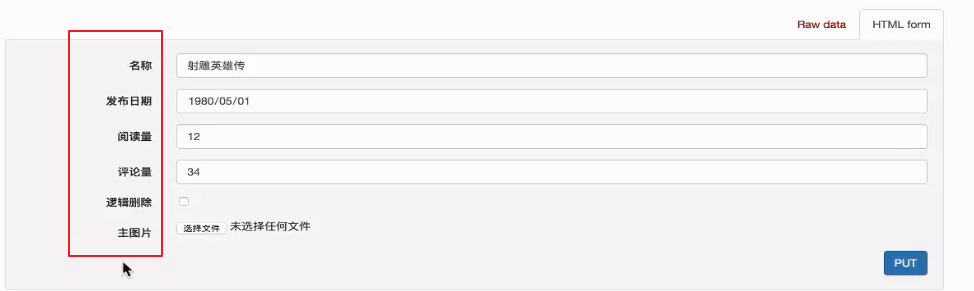 Raw data HTML form
名称 射雕英雄传
发布日期 1980/05/01
阅读量 12
评论量 34
逻辑删除
主图片 选择文件 未选择任何文件
PUT